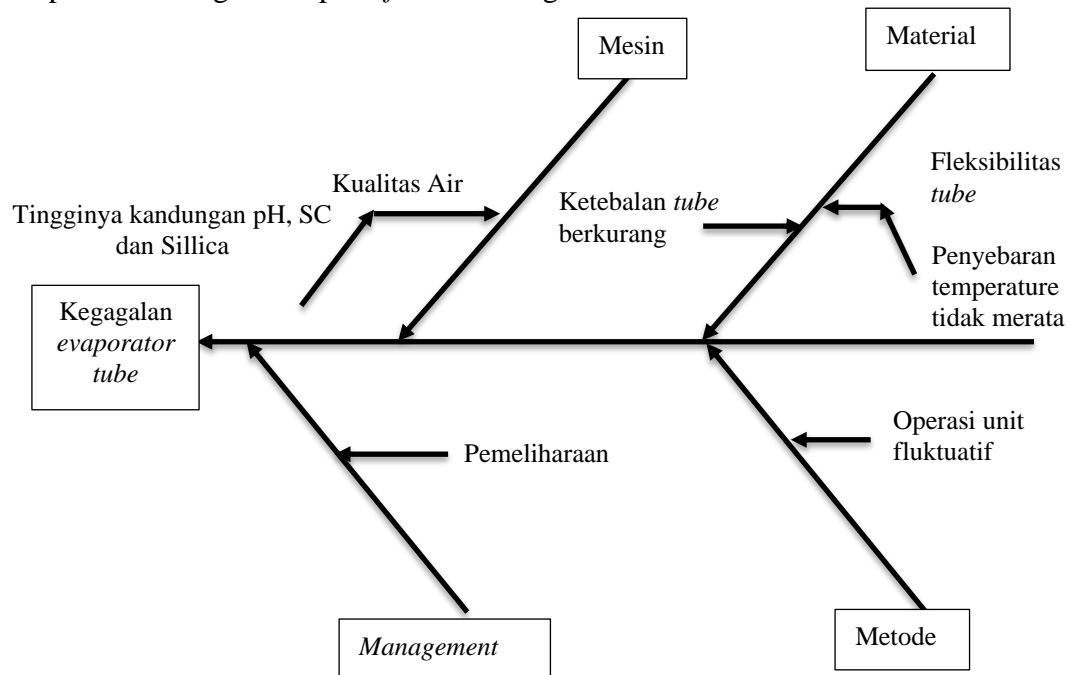 Mesin
Material
Fleksibilitas
tube
Kualitas Air
Ketebalan tube
berkurang
Tingginya kandungan pH, SC
dan Sillica
Penyebaran
temperature
tidak merata
Kegagalan
evaporator
tube
Operasi unit
fluktuatif
Pemeliharaan
Management
Metode